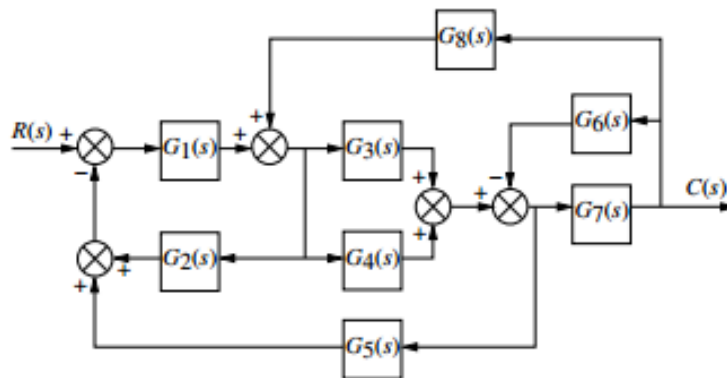 G8(s)
R(s) + + + G6(s)
G1(s) + G3(s) −
− + + C(s)
G7(s)
+ G2(s) + G4(s)
+
G5(s)